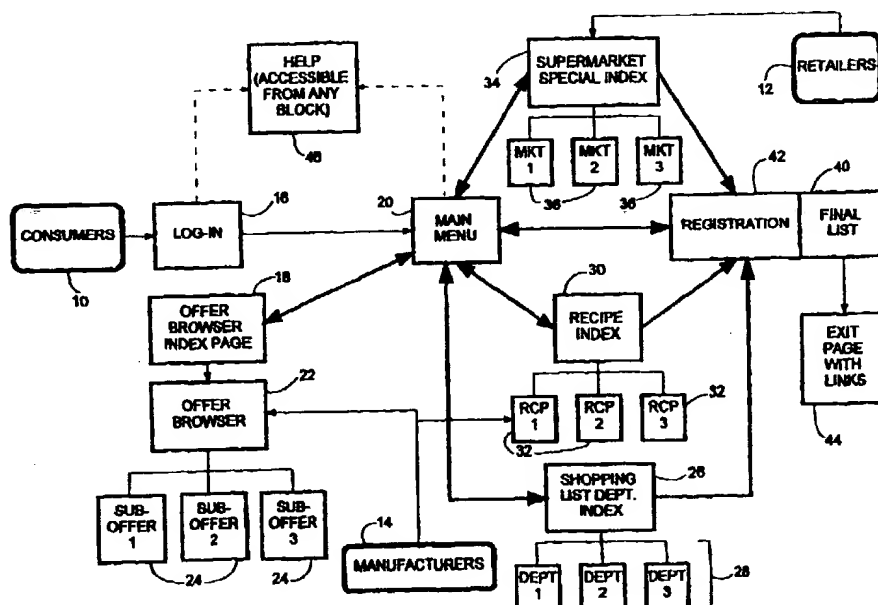 HELP
(ACCESSIBLE
FROM ANY
BLOCK)
46
34
SUPERMARKET
SPECIAL INDEX
RETAILERS
12
MKT
1
MKT
2
MKT
3
36
36
42
40
16
20
CONSUMERS
10
LOG-IN
MAIN
MENU
REGISTRATION
FINAL
LIST
18
OFFER
BROWSER
INDEX PAGE
30
RECIPE
INDEX
EXIT
PAGE
WITH
LINKS
44
22
OFFER
BROWSER
RCP
1
RCP
2
RCP
3
32
32
26
SHOPPING
LIST DEPT.
INDEX
SUB-
OFFER
1
SUB-
OFFER
2
SUB-
OFFER
3
24
24
14
MANUFACTURERS
DEPT
1
DEPT
2
DEPT
3
28